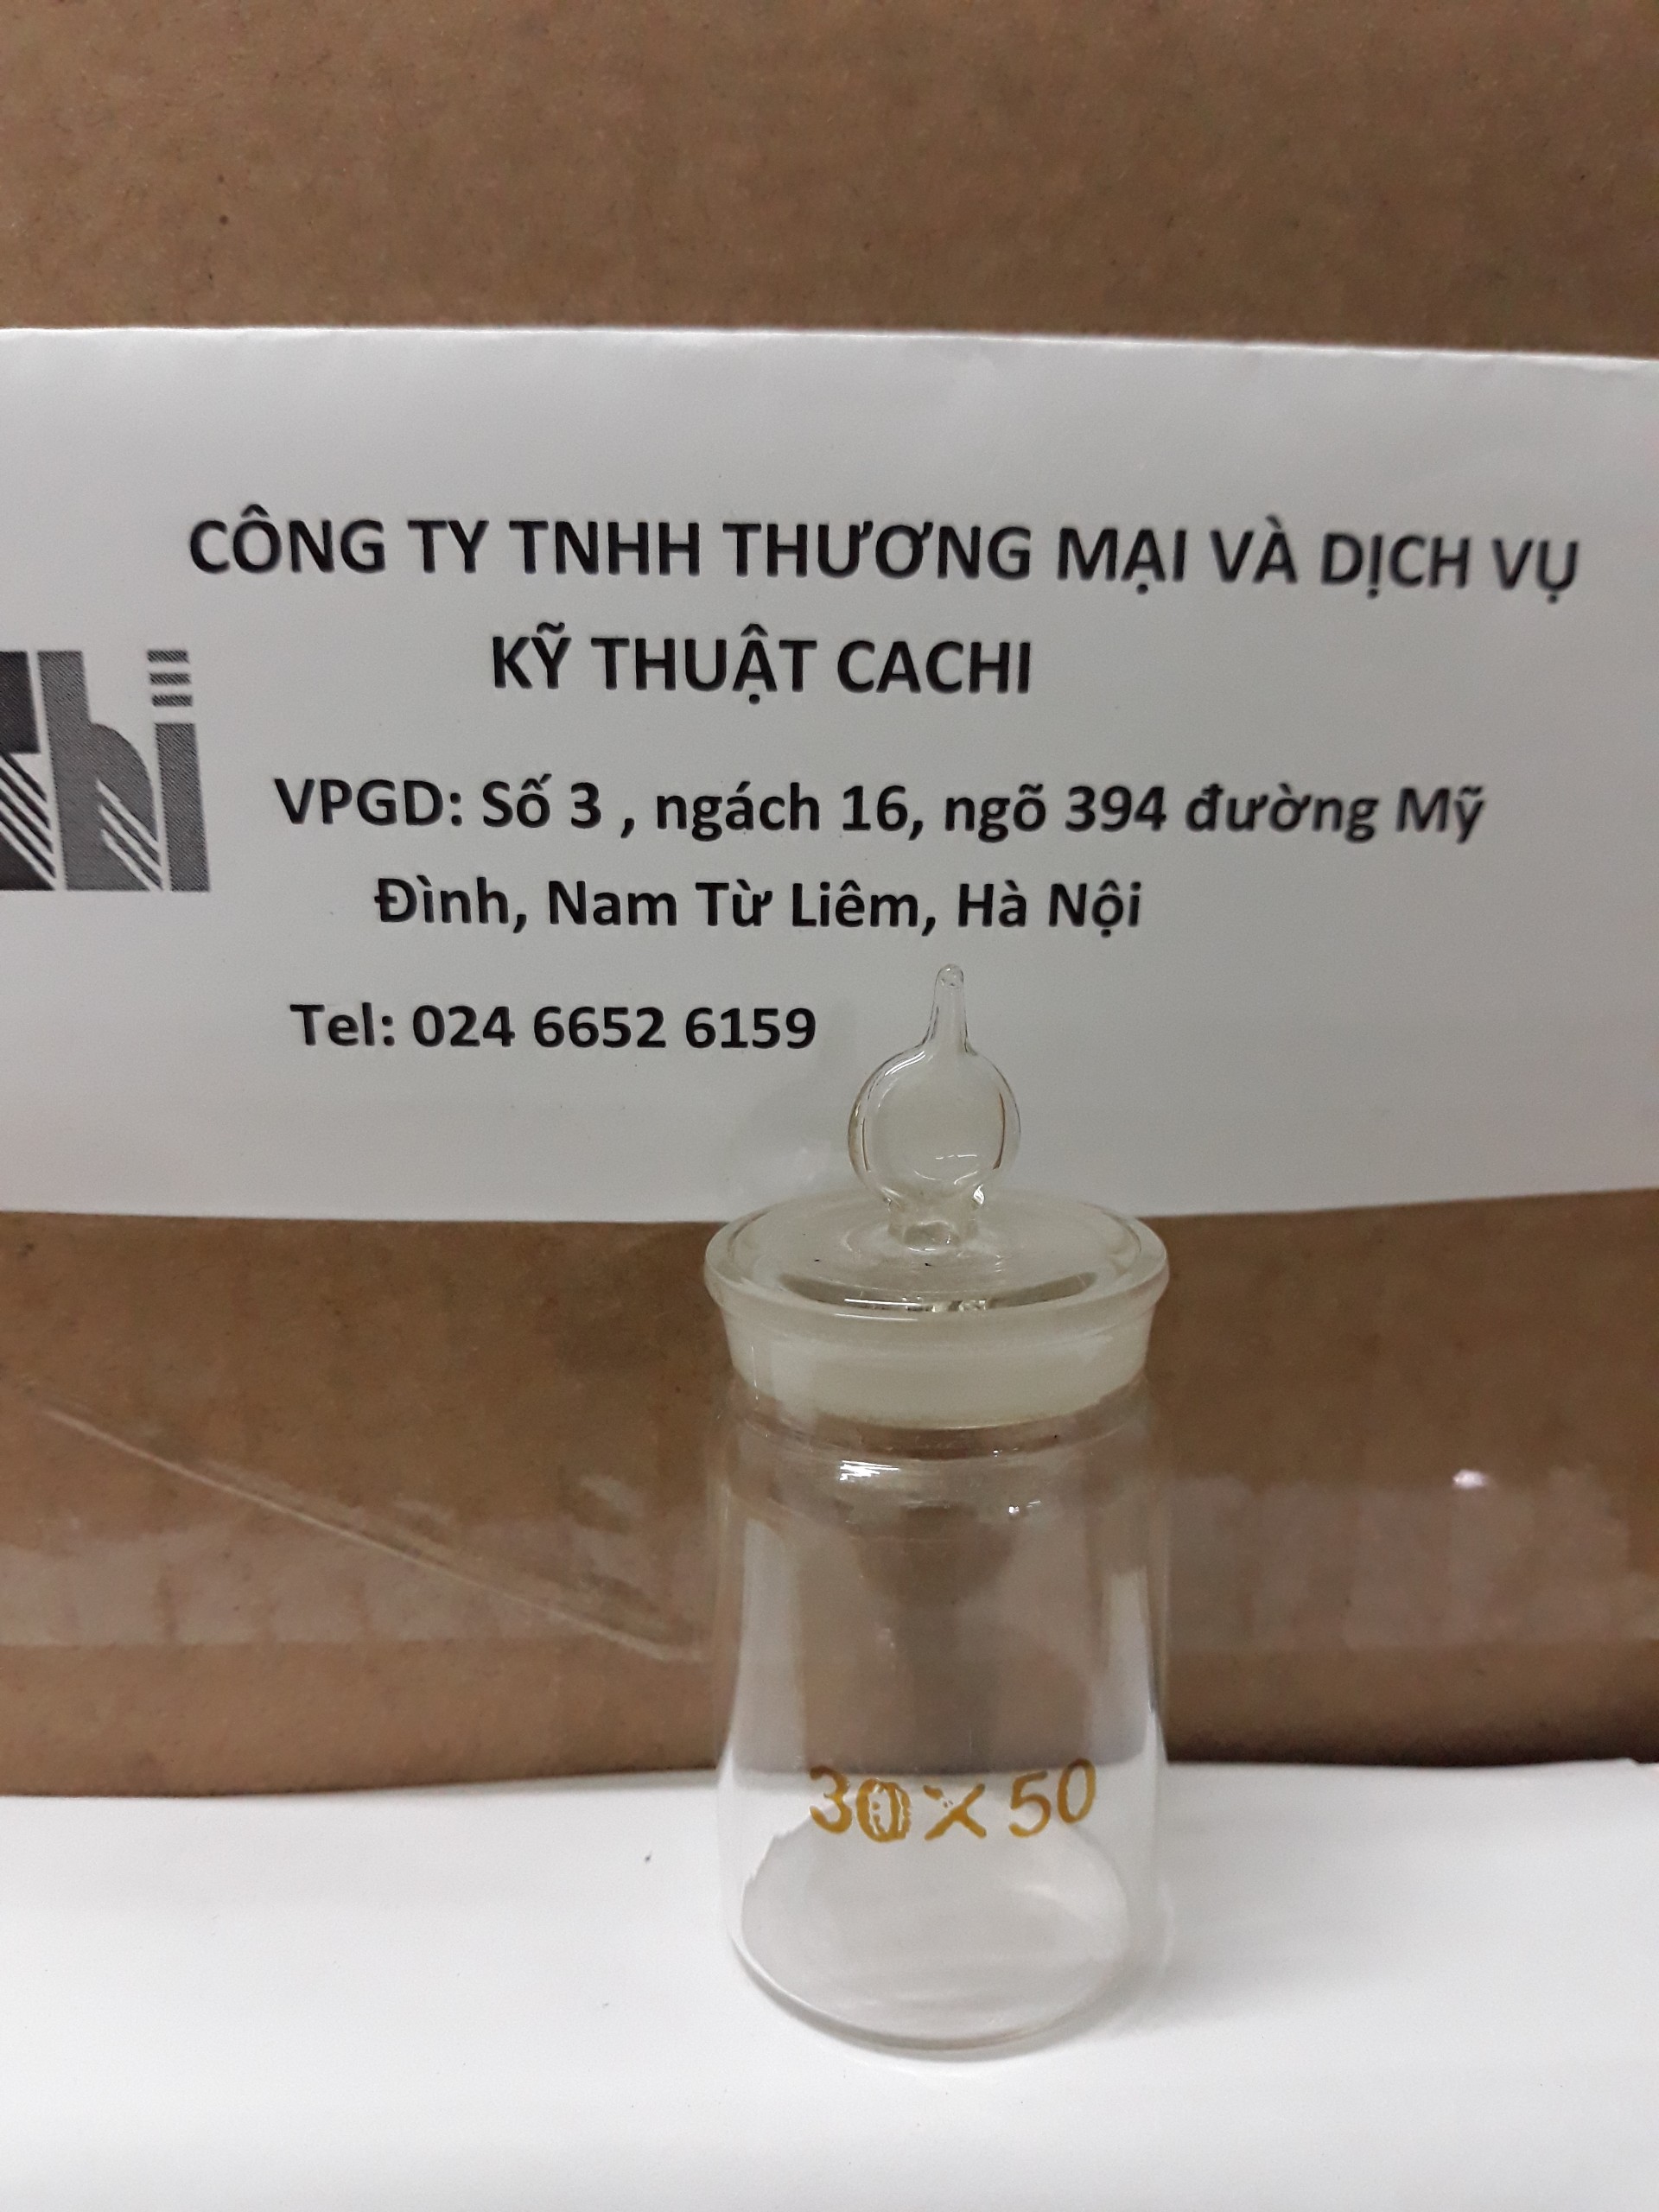 CÔNG TY TNHH THƯƠNG MẠI VÀ DỊCH VỤ
KỸ THUẬT CACHI
hi
VPGD: Số 3 , ngách 16, ngõ 394 đường Mỹ
Đình, Nam Từ Liêm, Hà Nội
Tel: 024 6652 6159
30×50